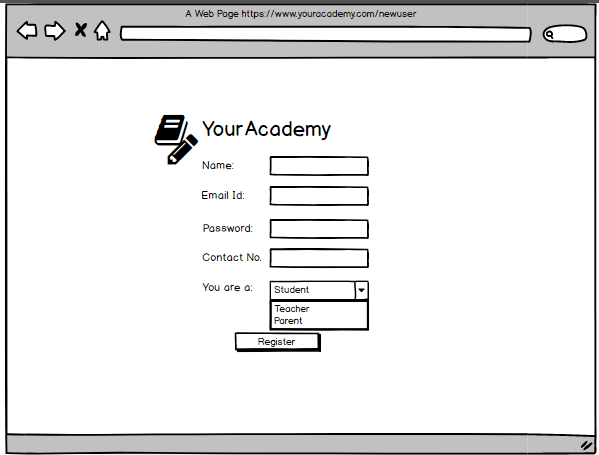 A Web Page https://www.youracademy.com/newuser
YourAcademy
Name:
Email Id:
Password:
Contact No.
You are a: Student
Teacher
Parent
Register